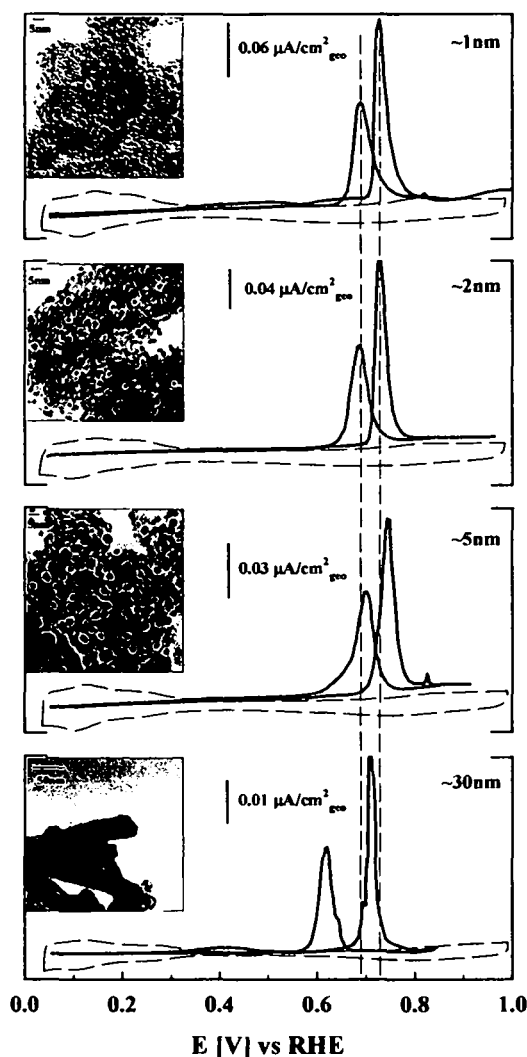 5nm
0.06 µA/cm²geo
~1nm
5nm
0.04 µA/cm²geo
~2nm
0.03 µA/cm²geo
~5nm
0.01 µA/cm²geo
~30nm
0.0 0.2 0.4 0.6 0.8 1.0
E [V] vs RHE